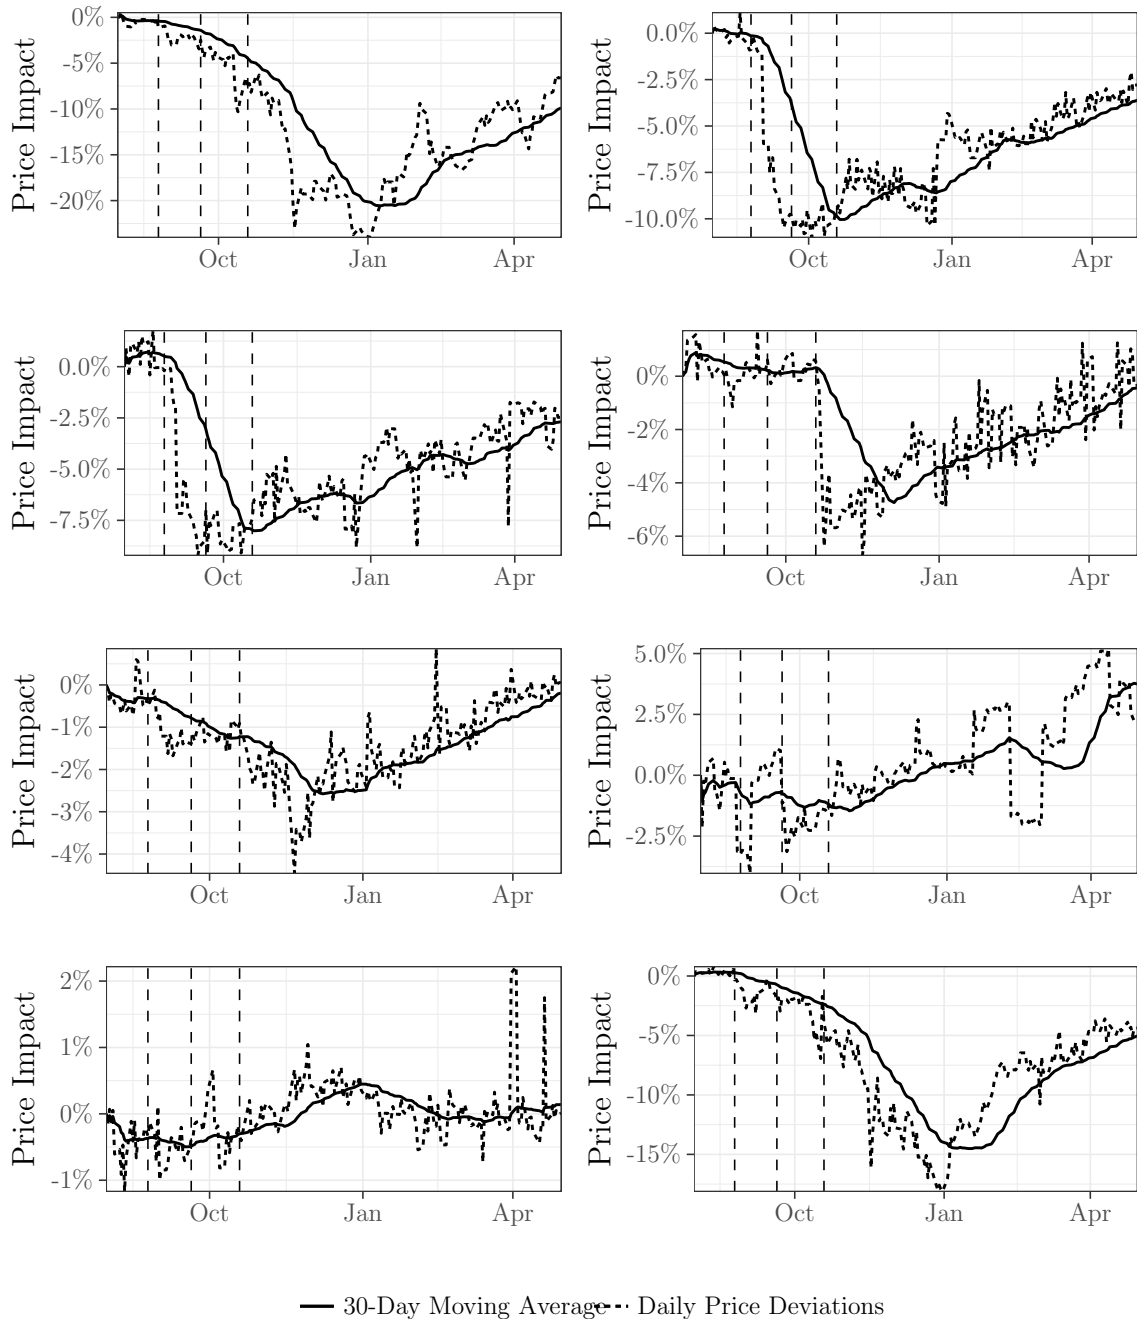 Price Impact
0%
-5%
-10%
-15%
-20%
Oct Jan Apr
Price Impact
0.0%
-2.5%
-5.0%
-7.5%
-10.0%
Oct Jan Apr
Price Impact
0.0%
-2.5%
-5.0%
-7.5%
Oct Jan Apr
Price Impact
0%
-2%
-4%
-6%
Oct Jan Apr
Price Impact
0%
-1%
-2%
-3%
-4%
Oct Jan Apr
Price Impact
5.0%
2.5%
0.0%
-2.5%
Oct Jan Apr
Price Impact
2%
1%
0%
-1%
Oct Jan Apr
Price Impact
0%
-5%
-10%
-15%
Oct Jan Apr
30-Day Moving Average Daily Price Deviations